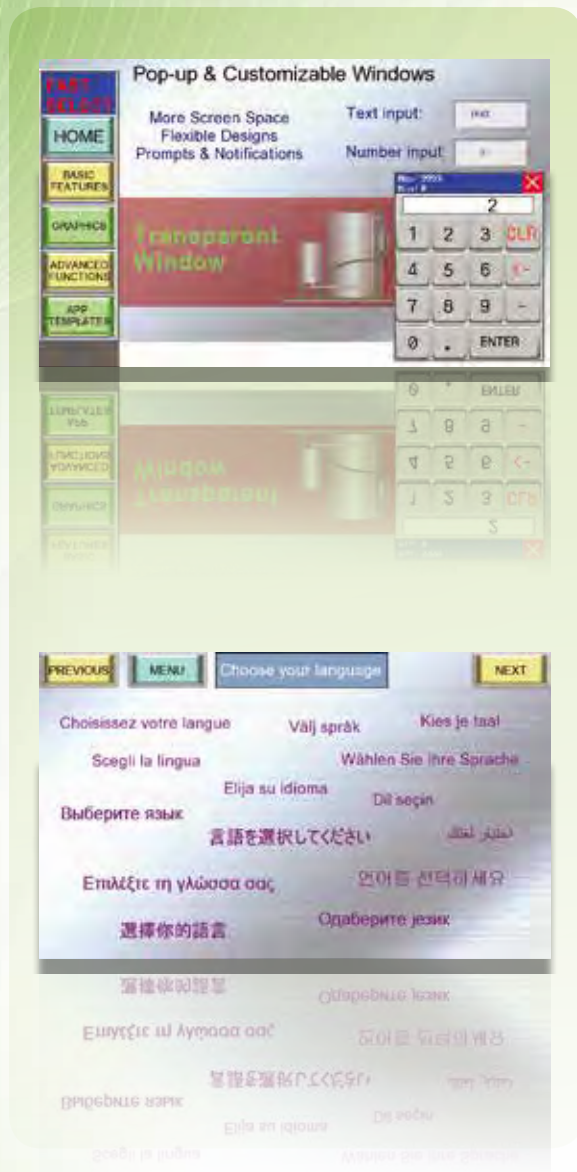 Pop-up & Customizable Windows
FAST
SELECT
HOME
BASIC
FEATURES
GRAPHICS
ADVANCED
FUNCTIONS
APP
TEMPLATES
More Screen Space
Flexible Designs
Prompts & Notifications
Text input:
Number input
Transparent
Window
2
1 2 3 CLR
4 5 6 <-
7 8 9 -
0 . ENTER
PREVIOUS
MENU
Choose your language
NEXT
Choisissez votre langue
Välj språk
Kies je taal
Scegli la lingua
Wählen Sie Ihre Sprache
Elija su idioma
Dil seçin
Выберите язык
言語を選択してください
Επιλέξτε τη γλώσσα σας
언어를 선택하세요
選擇你的語言
Одаберите језик